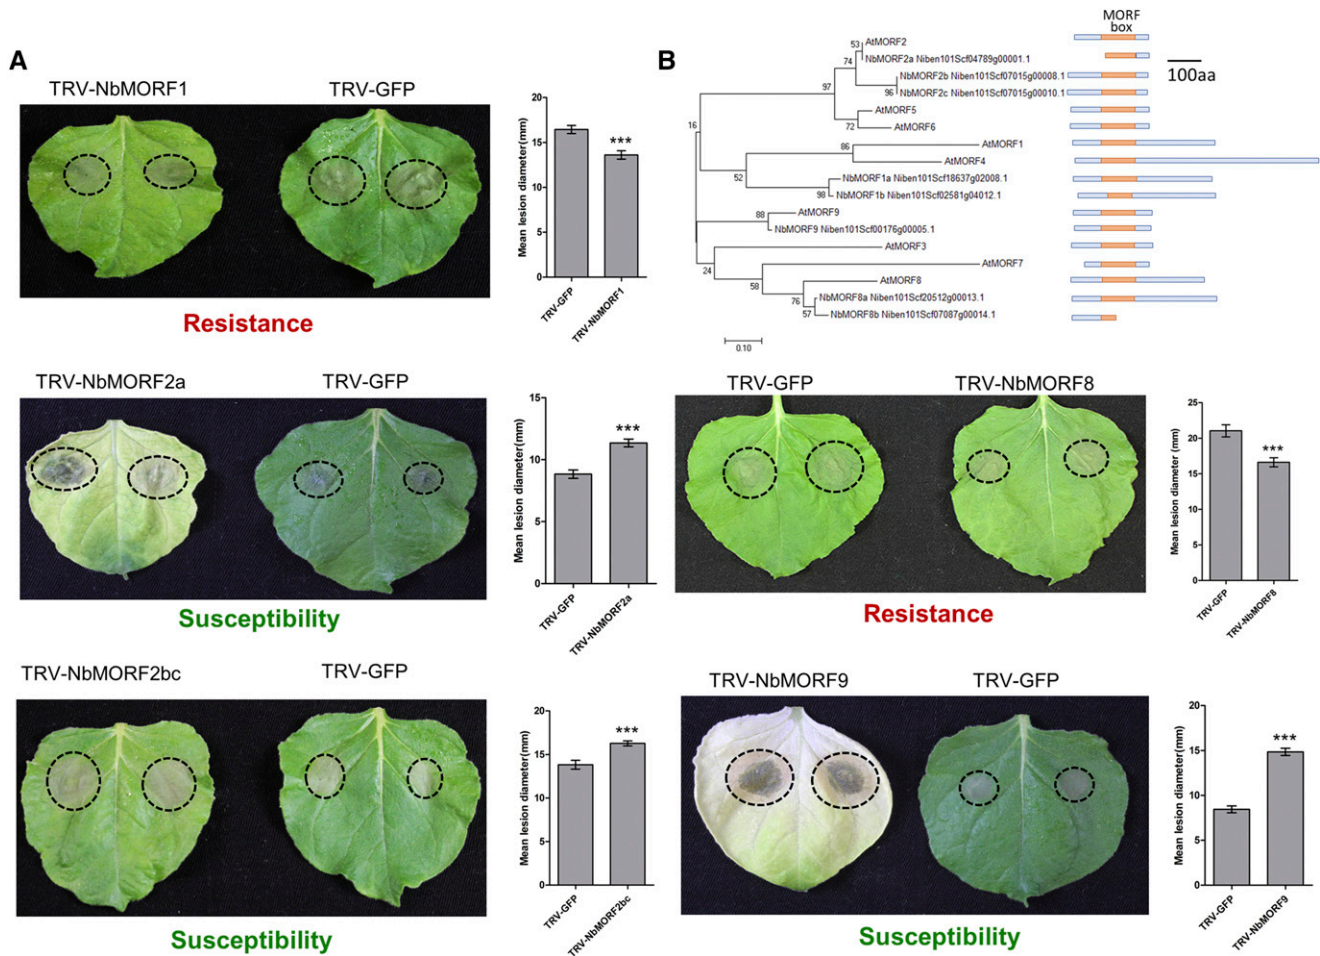 A
TRV-NbMORF1
TRV-GFP
Mean lesion diameter(mm)
20
15
10
5
0
***
TRV-GFP
TRV-NbMORF1
Resistance
B
MORF
box
100aa
53
AtMORF2
74
NbMORF2a Niben101Scf04789g00001.1
97
NbMORF2b Niben101Scf07015g00008.1
96
NbMORF2c Niben101Scf07015g00010.1
AtMORF5
72
AtMORF6
16
86
AtMORF1
AtMORF4
52
NbMORF1a Niben101Scf18637g02008.1
98
NbMORF1b Niben101Scf02581g04012.1
88
AtMORF9
NbMORF9 Niben101Scf00176g00005.1
AtMORF3
24
AtMORF7
58
AtMORF8
76
NbMORF8a Niben101Scf20512g00013.1
57
NbMORF8b Niben101Scf07087g00014.1
0.10
TRV-NbMORF2a
TRV-GFP
Mean lesion diameter(mm)
15
10
5
0
***
TRV-GFP
TRV-NbMORF2a
Susceptibility
TRV-GFP
TRV-NbMORF8
Mean lesion diameter (mm)
25
20
15
10
5
0
***
TRV-GFP
TRV-NbMORF8
Resistance
TRV-NbMORF2bc
TRV-GFP
Mean lesion diameter(mm)
20
15
10
5
0
***
TRV-GFP
TRV-NbMORF2bc
Susceptibility
TRV-NbMORF9
TRV-GFP
Mean lesion diameter(mm)
20
15
10
5
0
***
TRV-GFP
TRV-NbMORF9
Susceptibility